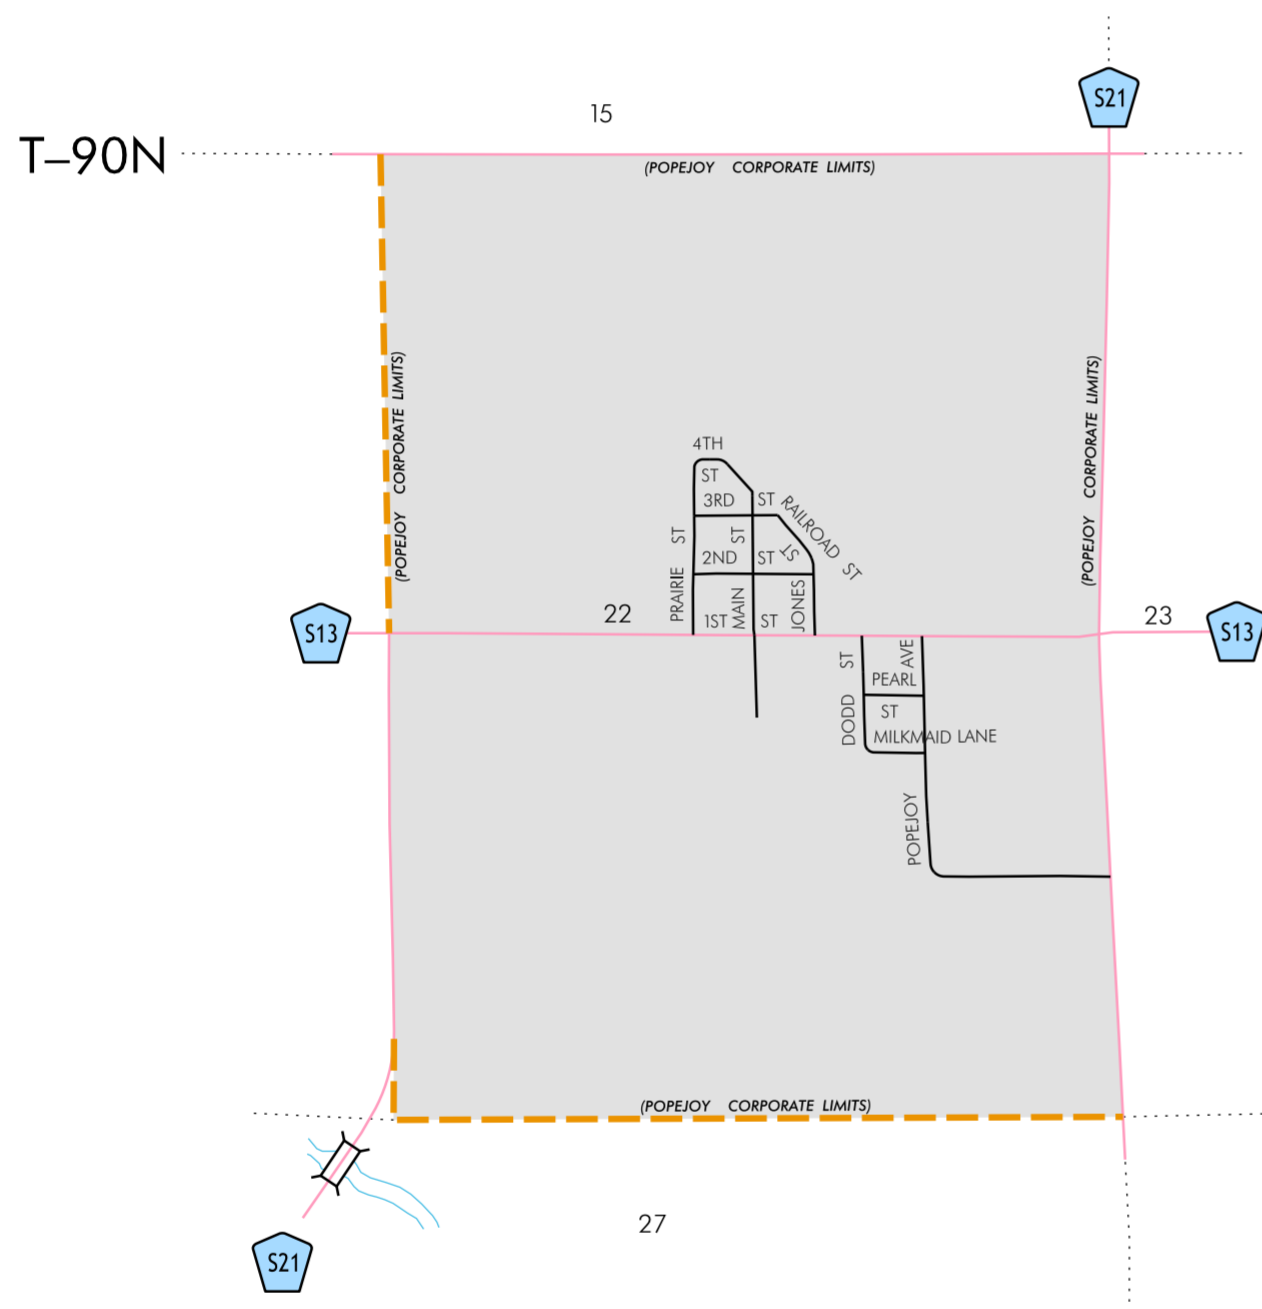 S21
15
T–90N
(POPEJOY CORPORATE LIMITS)
(POPEJOY CORPORATE LIMITS)
(POPEJOY CORPORATE LIMITS)
4TH
ST
3RD ST
RAILROAD ST
PRAIRIE ST
MAIN ST
2ND ST
JONES ST
1ST ST
S13
22
23
S13
DODD ST
POPEJOY AVE
PEARL
ST
MILKMAID LANE
(POPEJOY CORPORATE LIMITS)
27
S21